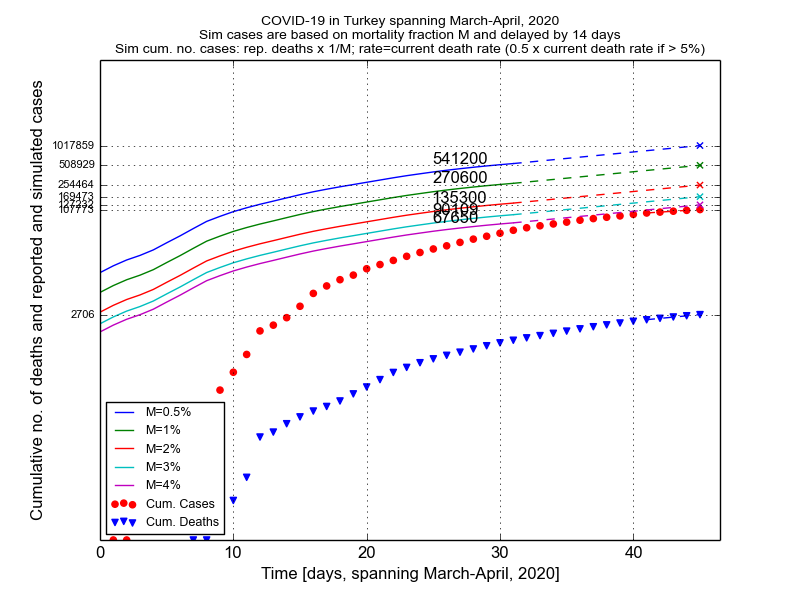 COVID-19 in Turkey spanning March-April, 2020
Sim cases are based on mortality fraction M and delayed by 14 days
Sim cum. no. cases: rep. deaths x 1/M; rate=current death rate (0.5 x current death rate if > 5%)
Cumulative no. of deaths and reported and simulated cases
1017859
508929
254464
169473
107773
2706
541200
270600
135300
67650
M=0.5%
M=1%
M=2%
M=3%
M=4%
Cum. Cases
Cum. Deaths
0 10 20 30 40
Time [days, spanning March-April, 2020]